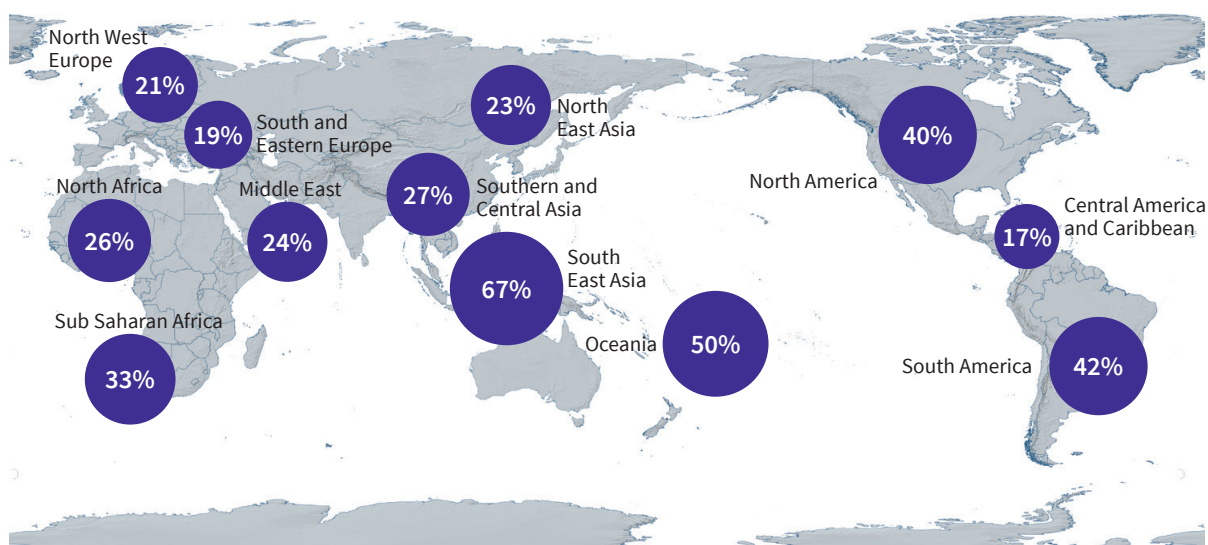 North West
Europe
21%
19%
South and
Eastern Europe
23%
North
East Asia
40%
North America
North Africa
26%
Middle East
24%
27%
Southern and
Central Asia
Central America
and Caribbean
17%
South
East Asia
67%
Oceania
50%
Sub Saharan Africa
33%
South America
42%